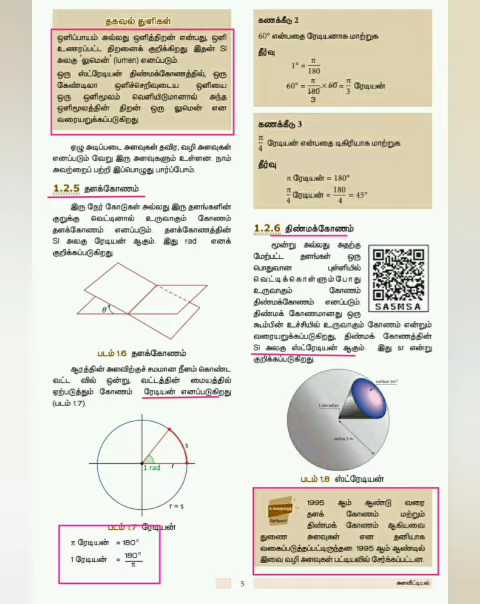 தகவல் துளிகள்
ஒளிப்பாயம் அல்லது ஒளித்திறன் என்பது, ஒளி
உணரப்பட்ட திறனைக் குறிக்கிறது. இதன் SI
அலகு 'லுமென்' (lumen) எனப்படும்.
ஒரு ஸ்ட்ரேடியன் திண்மக்கோணத்தில், ஒரு
கேண்டிலா ஒளிச்செறிவுடைய ஒளியை
ஒரு ஒளிமூலம் வெளியிடுமானால் அந்த
ஒளிமூலத்தின் திறன் ஒரு லுமென் என
வரையறுக்கப்படுகிறது.
ஏழு அடிப்படை அளவுகள் தவிர, வழி அளவுகள்
எனப்படும் வேறு இரு அளவுகளும் உள்ளன. நாம்
அவற்றைப் பற்றி இப்பொழுது பார்ப்போம்.
1.2.5 தளக்கோணம்
இரு நேர் கோடுகள் அல்லது இரு தளங்களின்
குறுக்கு வெட்டினால் உருவாகும் கோணம்
தளக்கோணம் எனப்படும். தளக்கோணத்தின்
SI அலகு ரேடியன் ஆகும். இது rad எனக்
குறிக்கப்படுகிறது.
θ
படம் 1.6 தளக்கோணம்
ஆரத்தின் அளவிற்குச் சமமான நீளம் கொண்ட
வட்ட வில் ஒன்று, வட்டத்தின் மையத்தில்
ஏற்படுத்தும் கோணம் ரேடியன் எனப்படுகிறது
(படம் 1.7).
s
1 rad
r
r = s
படம் 1.7 ரேடியன்
π ரேடியன் = 180°
1 ரேடியன் = 180°/π
கணக்கீடு 2
60° என்பதை ரேடியனாக மாற்றுக
தீர்வு
1° = π/180
60° = π/180 × 60 = π/3 ரேடியன்
3
கணக்கீடு 3
π/4 ரேடியன் என்பதை டிகிரியாக மாற்றுக
தீர்வு
π ரேடியன் = 180°
π/4 ரேடியன் = 180/4 = 45°
1.2.6 திண்மக்கோணம்
மூன்று அல்லது அதற்கு
மேற்பட்ட தளங்கள் ஒரு
பொதுவான புள்ளியில்
வெட்டிக்கொள்ளும்போது
உருவாகும் கோணம்
திண்மக்கோணம் எனப்படும்.
திண்மக் கோணமானது ஒரு
கூம்பின் உச்சியில் உருவாகும் கோணம் என்றும்
வரையறுக்கப்படுகிறது, திண்மக் கோணத்தின்
SI அலகு ஸ்ட்ரேடியன் ஆகும். இது sr என்று
குறிக்கப்படுகிறது.
SA5MSA
surface 1m²
1 steradian
radius 1 m
படம் 1.8 ஸ்ட்ரேடியன்
1995 ஆம் ஆண்டு வரை
தளக் கோணம் மற்றும்
திண்மக் கோணம் ஆகியவை
துணை அளவுகள் என தனியாக
வகைப்படுத்தப்பட்டிருந்தன. 1995 ஆம் ஆண்டில்
இவை வழி அளவுகள் பட்டியலில் சேர்க்கப்பட்டன.
5
அளவீட்டியல்